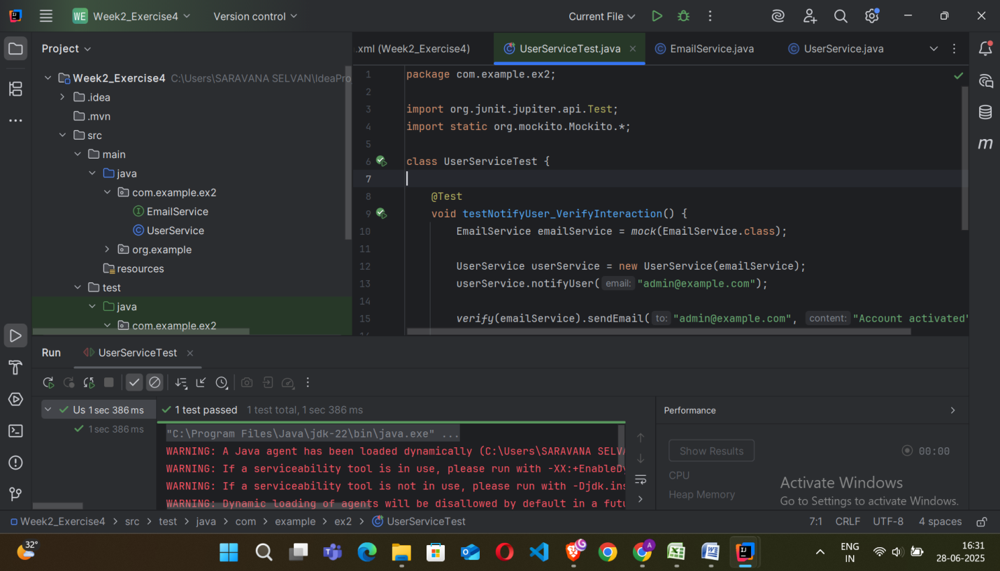 WE Week2_Exercise4 Version control Current File
Project
.xml (Week2_Exercise4) UserServiceTest.java EmailService.java UserService.java
Week2_Exercise4 C:\Users\SARAVANA SELVAN\IdeaPro
.idea
.mvn
src
main
java
com.example.ex2
EmailService
UserService
org.example
resources
test
java
com.example.ex2
1 package com.example.ex2;
2
3 import org.junit.jupiter.api.Test;
4 import static org.mockito.Mockito.*;
5
6 class UserServiceTest {
7
8 @Test
9 void testNotifyUser_VerifyInteraction() {
10 EmailService emailService = mock(EmailService.class);
11
12 UserService userService = new UserService(emailService);
13 userService.notifyUser( email: "admin@example.com");
14
15 verify(emailService).sendEmail( to: "admin@example.com", content: "Account activated"
Run UserServiceTest
Us 1 sec 386 ms
1 sec 386 ms
1 test passed 1 test total, 1 sec 386 ms
"C:\Program Files\Java\jdk-22\bin\java.exe" ...
WARNING: A Java agent has been loaded dynamically (C:\Users\SARAVANA SELVA
WARNING: If a serviceability tool is in use, please run with -XX:+EnableDy
WARNING: If a serviceability tool is not in use, please run with -Djdk.ins
WARNING: Dynamic loading of agents will be disallowed by default in a futu
Performance
Show Results 00:00
CPU
Heap Memory
Activate Windows
Go to Settings to activate Windows.
Week2_Exercise4 > src > test > java > com > example > ex2 > UserServiceTest 7:1 CRLF UTF-8 4 spaces
32°
ENG
IN
16:31
28-06-2025